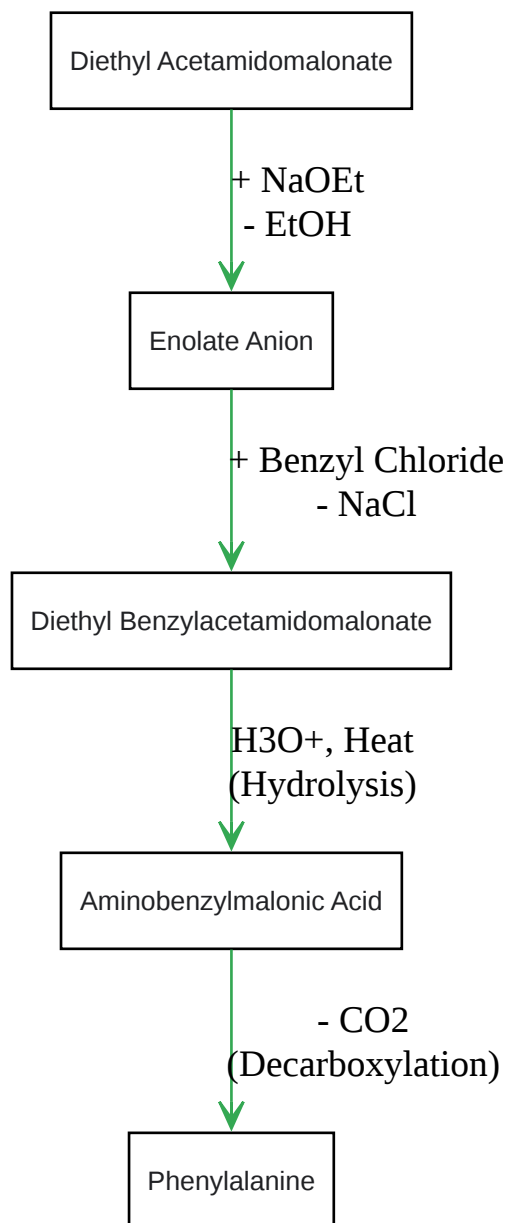 Diethyl Acetamidomalonate
+ NaOEt
- EtOH
Enolate Anion
+ Benzyl Chloride
- NaCl
Diethyl Benzylacetamidomalonate
H3O+, Heat
(Hydrolysis)
Aminobenzylmalonic Acid
- CO2
(Decarboxylation)
Phenylalanine